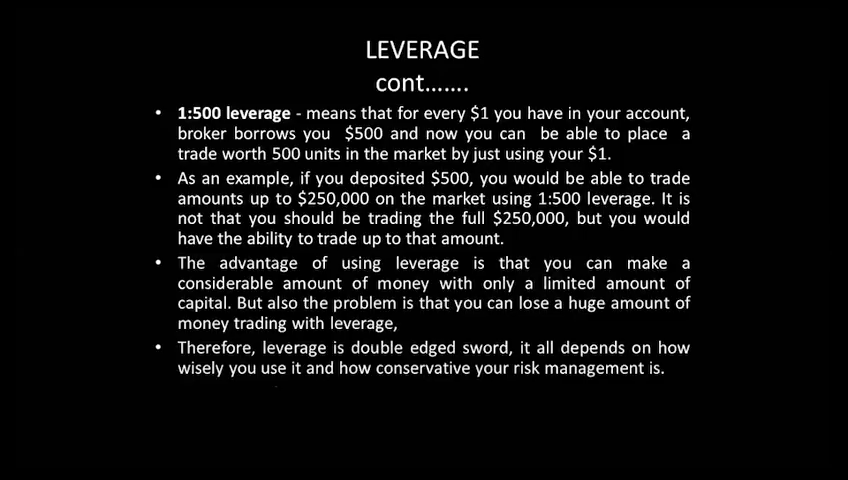 LEVERAGE
cont.......
• 1:500 leverage - means that for every $1 you have in your account,
broker borrows you $500 and now you can be able to place a
trade worth 500 units in the market by just using your $1.
• As an example, if you deposited $500, you would be able to trade
amounts up to $250,000 on the market using 1:500 leverage. It is
not that you should be trading the full $250,000, but you would
have the ability to trade up to that amount.
• The advantage of using leverage is that you can make a
considerable amount of money with only a limited amount of
capital. But also the problem is that you can lose a huge amount of
money trading with leverage,
• Therefore, leverage is double edged sword, it all depends on how
wisely you use it and how conservative your risk management is.